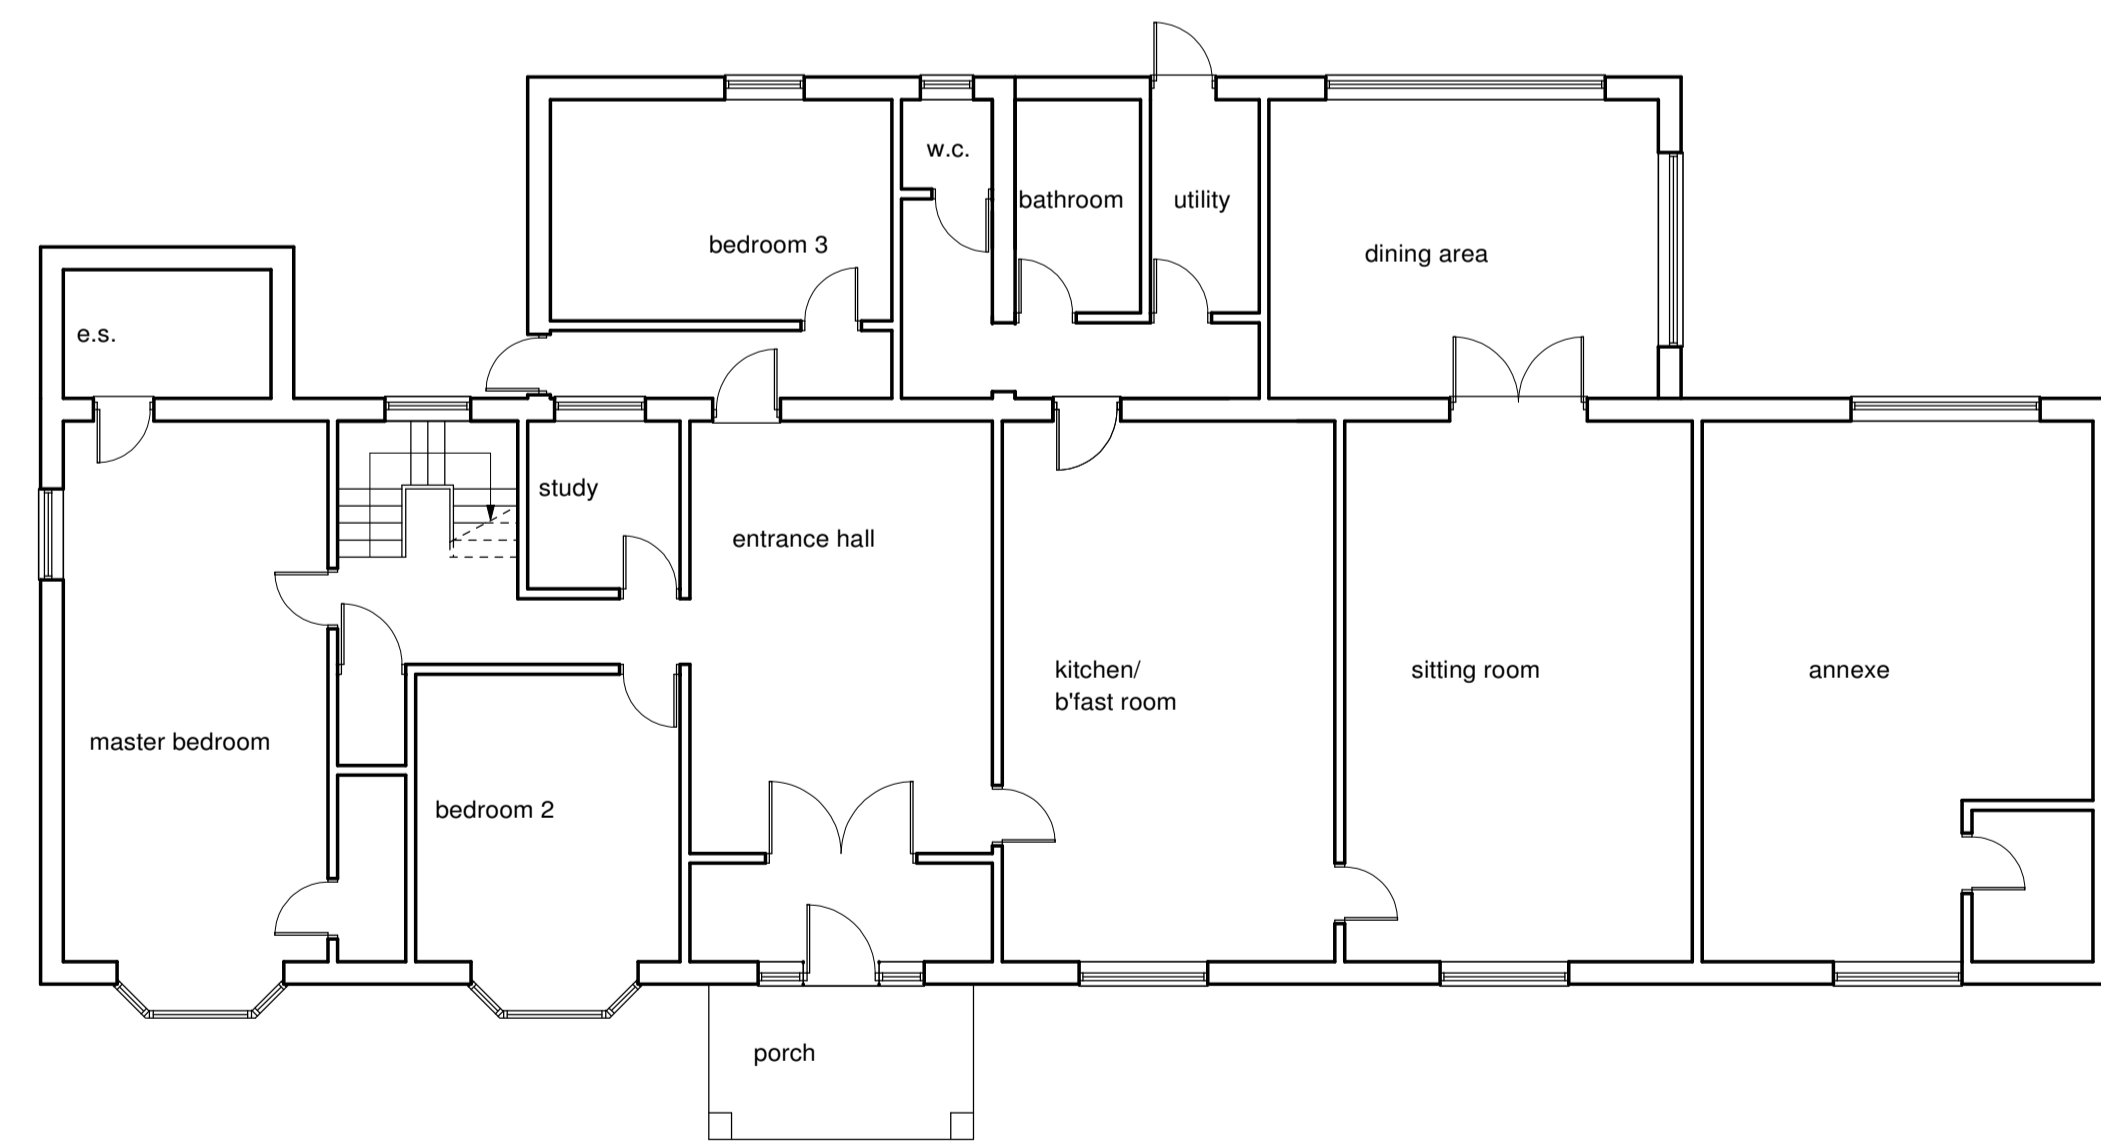 w.c.
bathroom
utility
bedroom 3
dining area
e.s.
study
entrance hall
kitchen/
b'fast room
sitting room
annexe
master bedroom
bedroom 2
porch